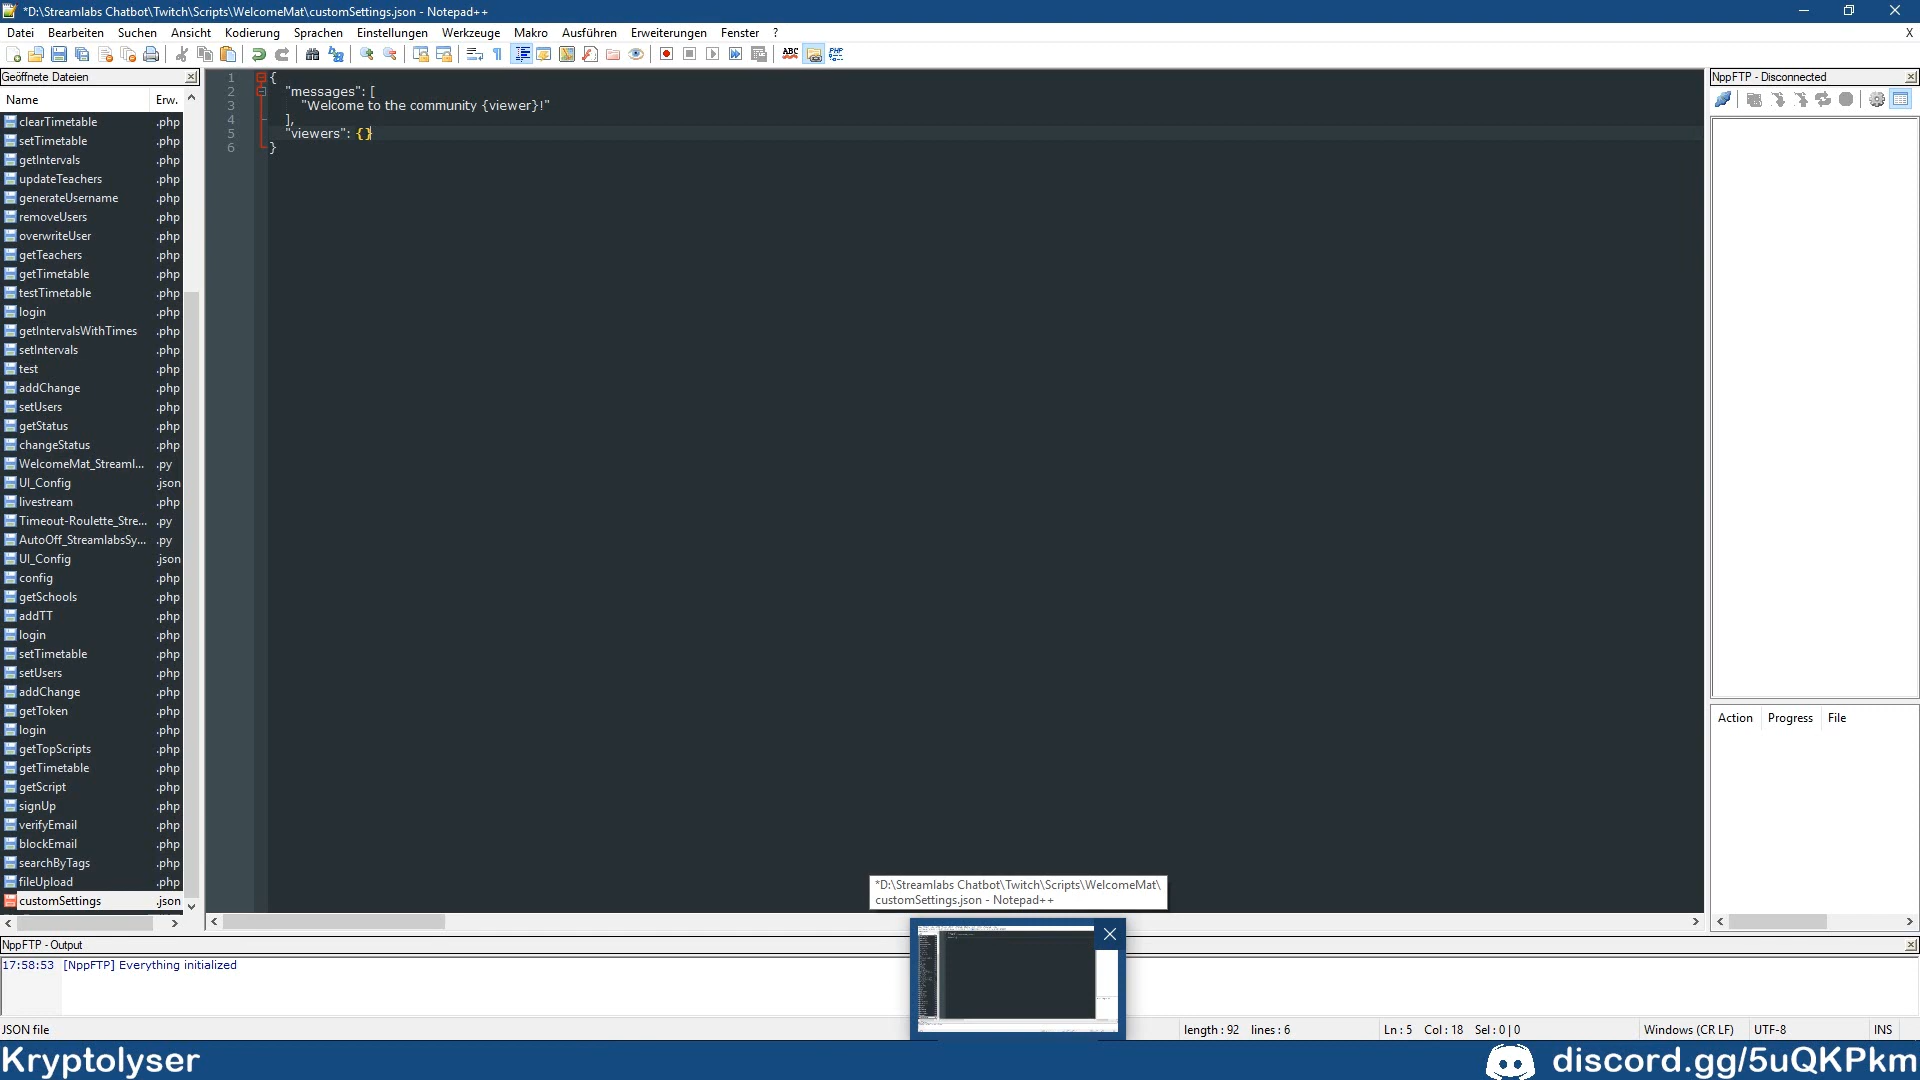 *D:\Streamlabs Chatbot\Twitch\Scripts\WelcomeMat\customSettings.json - Notepad++
Datei Bearbeiten Suchen Ansicht Kodierung Sprachen Einstellungen Werkzeuge Makro Ausführen Erweiterungen Fenster ? X
Geöffnete Dateien
Name Erw.
clearTimetable .php
setTimetable .php
getIntervals .php
updateTeachers .php
generateUsername .php
removeUsers .php
overwriteUser .php
getTeachers .php
getTimetable .php
testTimetable .php
login .php
getIntervalsWithTimes .php
setIntervals .php
test .php
addChange .php
setUsers .php
getStatus .php
changeStatus .php
WelcomeMat_Streaml... .py
UI_Config .json
livestream .php
Timeout-Roulette_Stre... .py
AutoOff_StreamlabsSy... .py
UI_Config .json
config .php
getSchools .php
addTT .php
login .php
setTimetable .php
setUsers .php
addChange .php
getToken .php
login .php
getTopScripts .php
getTimetable .php
getScript .php
signUp .php
verifyEmail .php
blockEmail .php
searchByTags .php
fileUpload .php
customSettings .json
1 {
2 "messages": [
3 "Welcome to the community {viewer}!"
4 ],
5 "viewers": {}
6 }
NppFTP - Disconnected
Action Progress File
*D:\Streamlabs Chatbot\Twitch\Scripts\WelcomeMat\
customSettings.json - Notepad++
NppFTP - Output
17:58:53 [NppFTP] Everything initialized
JSON file length : 92 lines : 6 Ln : 5 Col : 18 Sel : 0 | 0 Windows (CR LF) UTF-8 INS
Kryptolyser
discord.gg/5uQKPkm